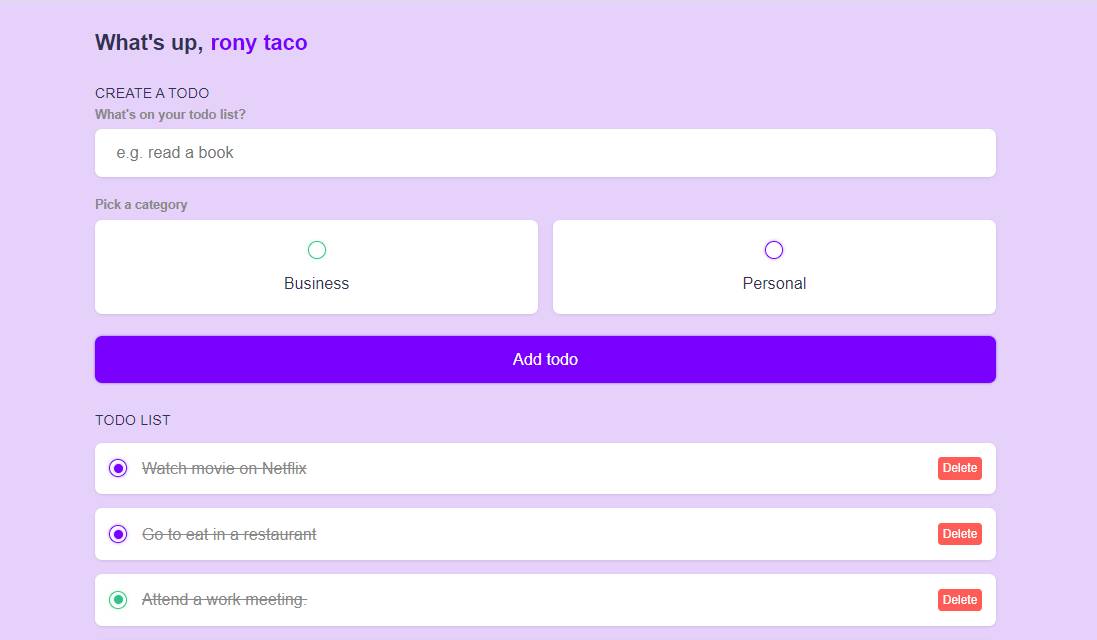 What's up, rony taco
CREATE A TODO
What's on your todo list?
e.g. read a book
Pick a category
Business
Personal
Add todo
TODO LIST
Watch movie on Netflix
Delete
Go to eat in a restaurant
Delete
Attend a work meeting.
Delete